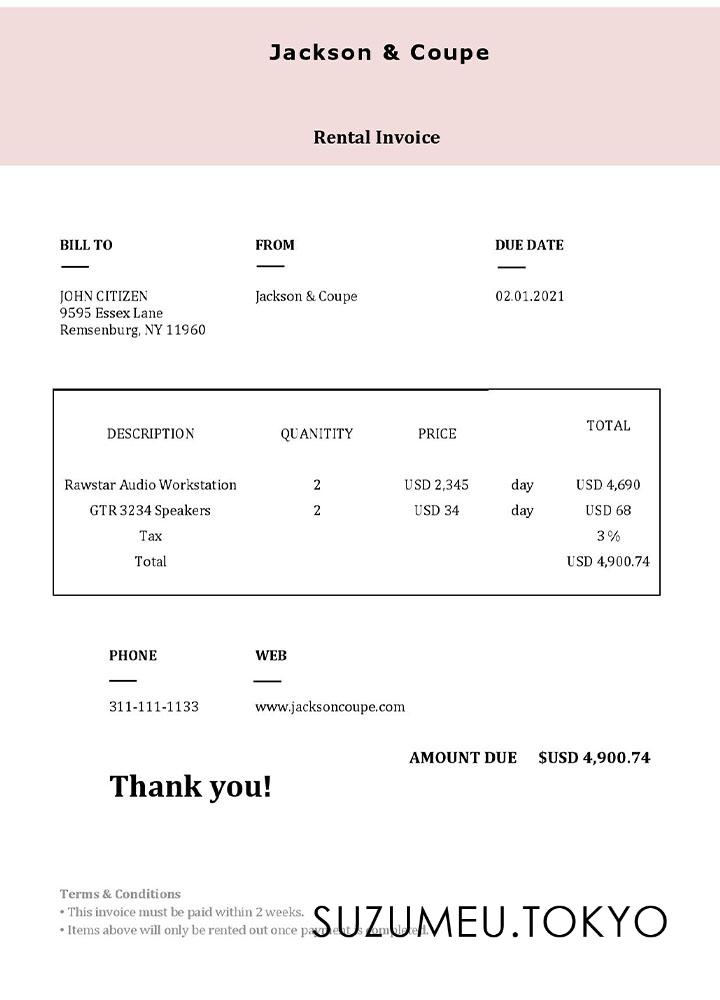 Jackson & Coupe
Rental Invoice
BILL TO FROM DUE DATE
JOHN CITIZEN Jackson & Coupe 02.01.2021
9595 Essex Lane
Remsenburg, NY 11960
DESCRIPTION QUANITITY PRICE TOTAL
Rawstar Audio Workstation 2 USD 2,345 day USD 4,690
GTR 3234 Speakers 2 USD 34 day USD 68
Tax 3 %
Total USD 4,900.74
PHONE WEB
311-111-1133 www.jacksoncoupe.com
AMOUNT DUE $USD 4,900.74
Thank you!
Terms & Conditions
• This invoice must be paid within 2 weeks.
• Items above will only be rented out once payment is completed.
SUZUMEU.TOKYO